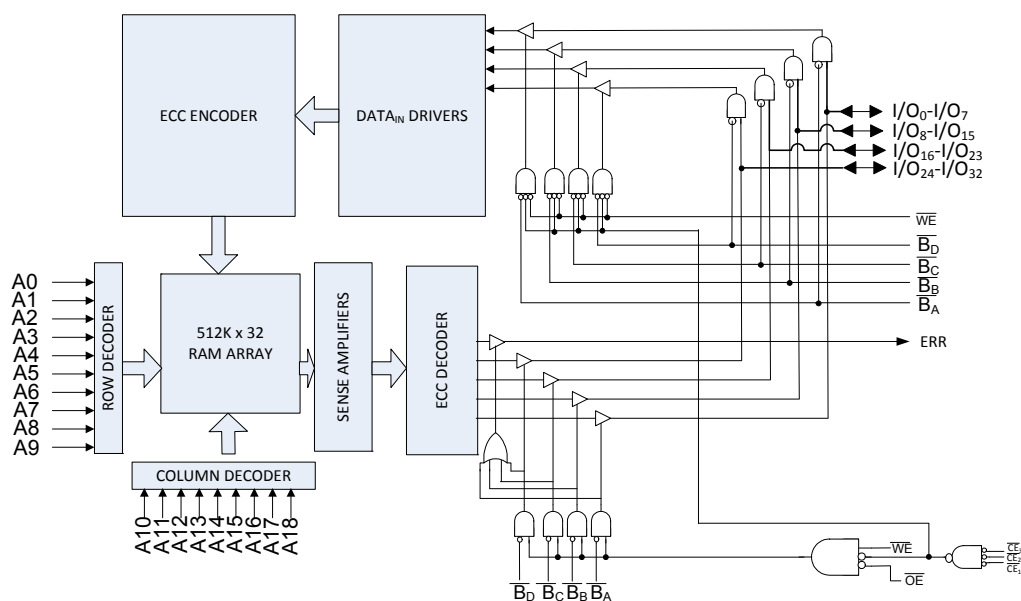 ECC ENCODER
DATAIN DRIVERS
I/O0-I/O7
I/O8-I/O15
I/O16-I/O23
I/O24-I/O32
WE
BD
BC
BB
BA
A0
A1
A2
A3
A4
A5
A6
A7
A8
A9
ROW DECODER
512K x 32
RAM ARRAY
SENSE AMPLIFIERS
ECC DECODER
ERR
COLUMN DECODER
A10
A11
A12
A13
A14
A15
A16
A17
A18
BD
BC
BB
BA
WE
OE
CE2
CE1